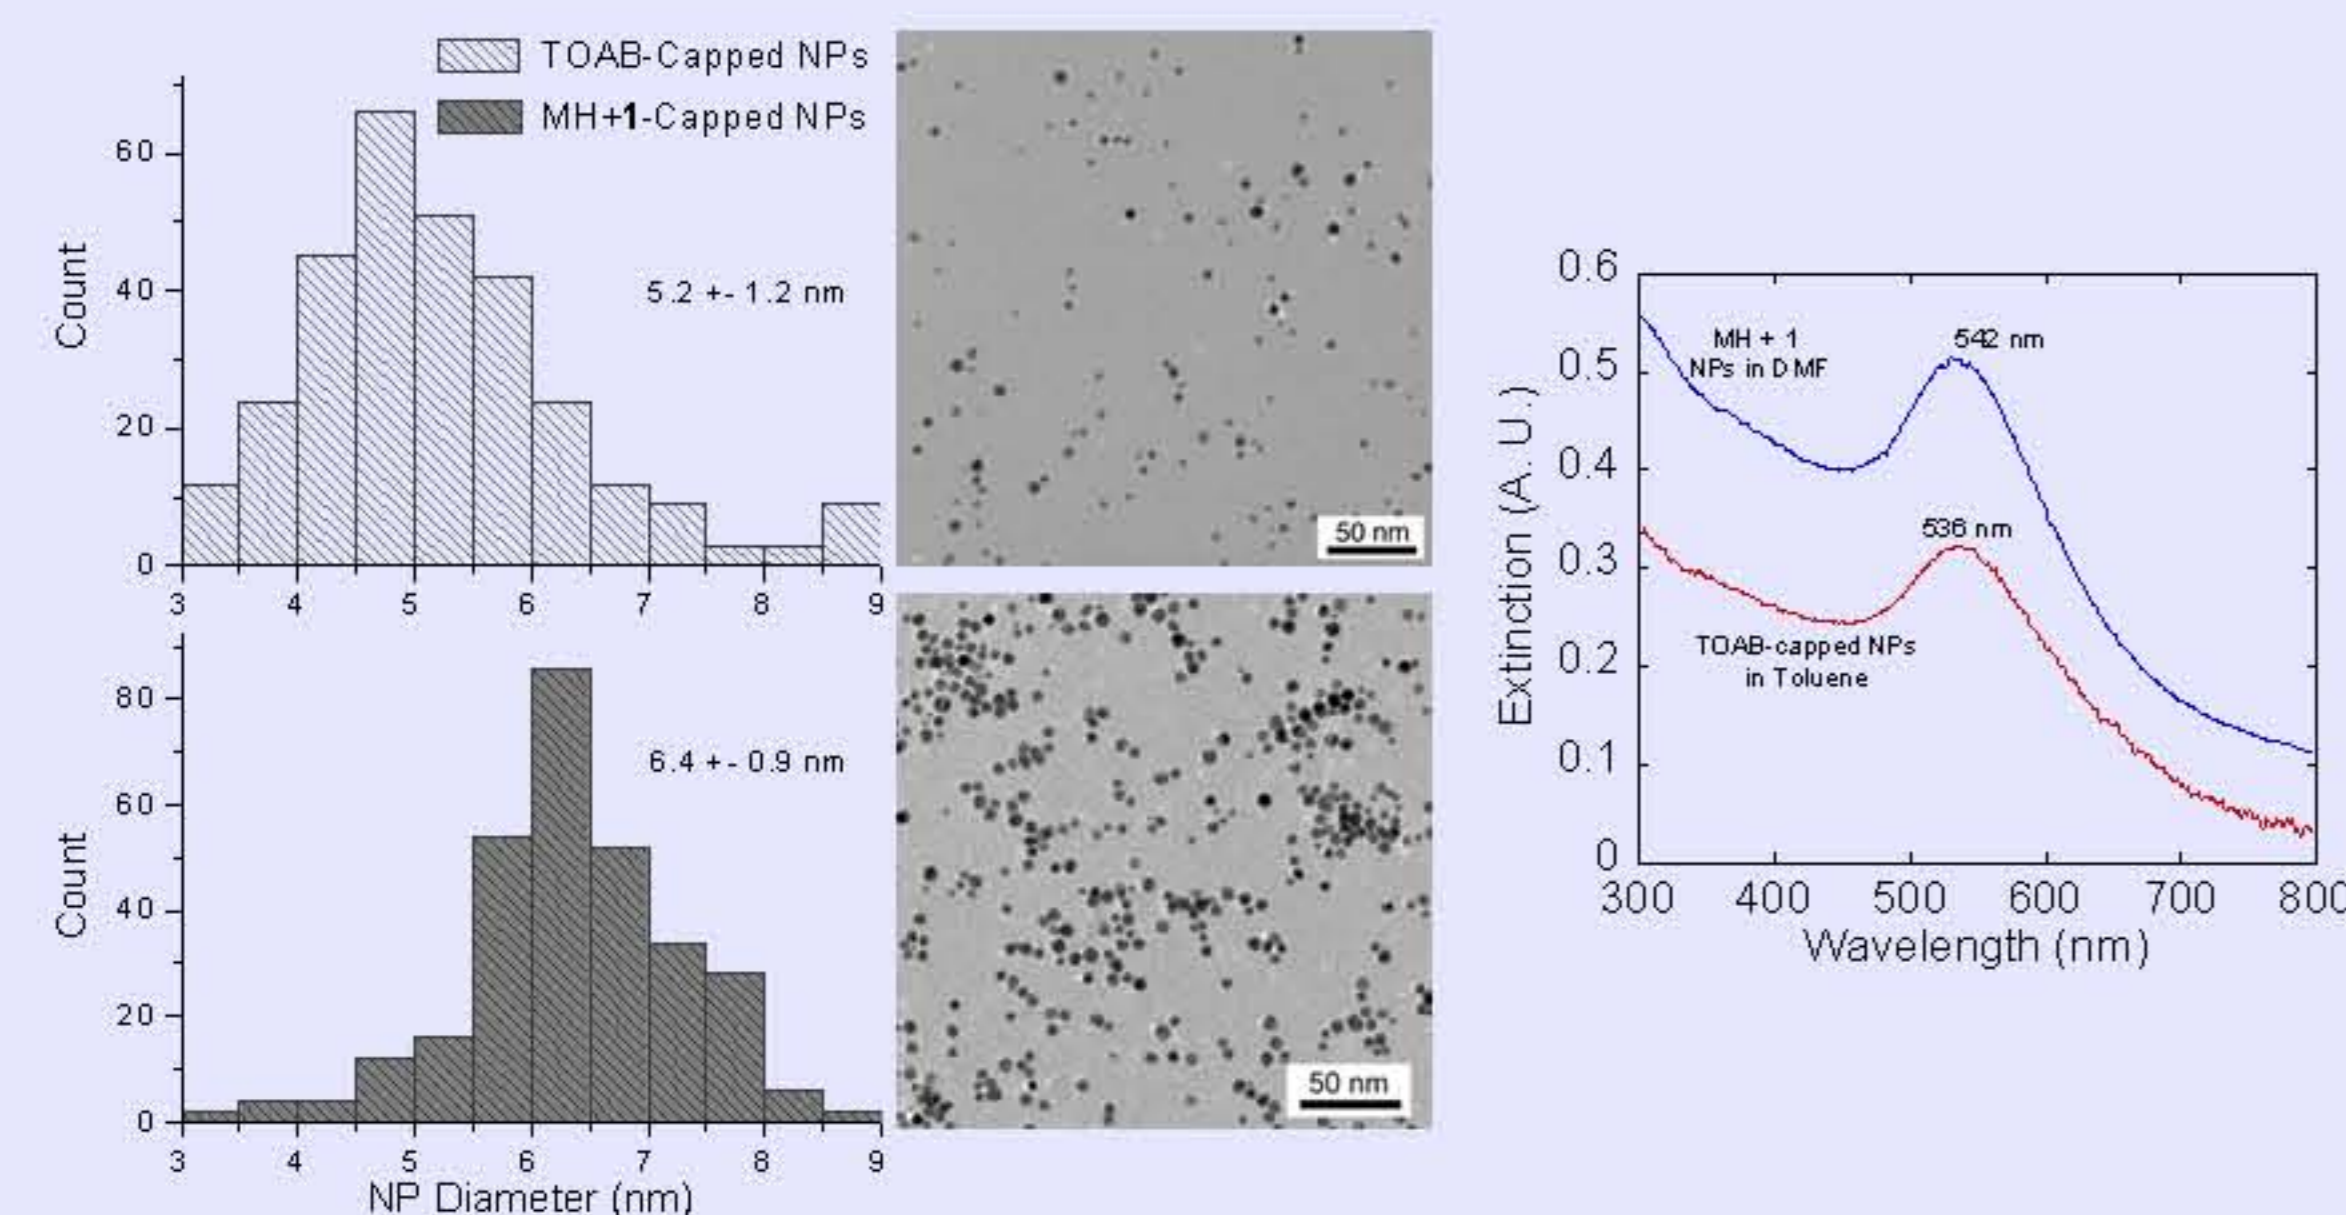 TOAB-Capped NPs
MH+1-Capped NPs
Count
60
40
20
0
5.2 +- 1.2 nm
3 4 5 6 7 8 9
Count
80
60
40
20
0
6.4 +- 0.9 nm
3 4 5 6 7 8 9
NP Diameter (nm)
50 nm
50 nm
Extinction (A.U.)
0.6
0.5
0.4
0.3
0.2
0.1
0
MH + 1
NPs in DMF
542 nm
536 nm
TOAB-capped NPs
in Toluene
300 400 500 600 700 800
Wavelength (nm)